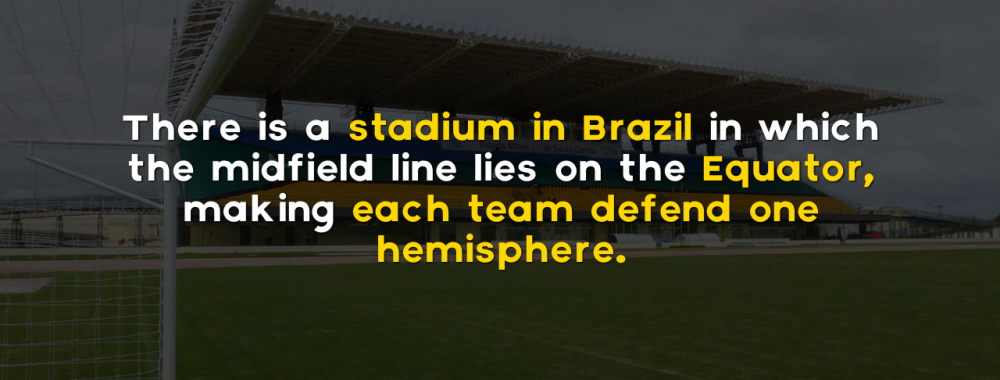 There is a stadium in Brazil in which
the midfield line lies on the Equator,
making each team defend one
hemisphere.